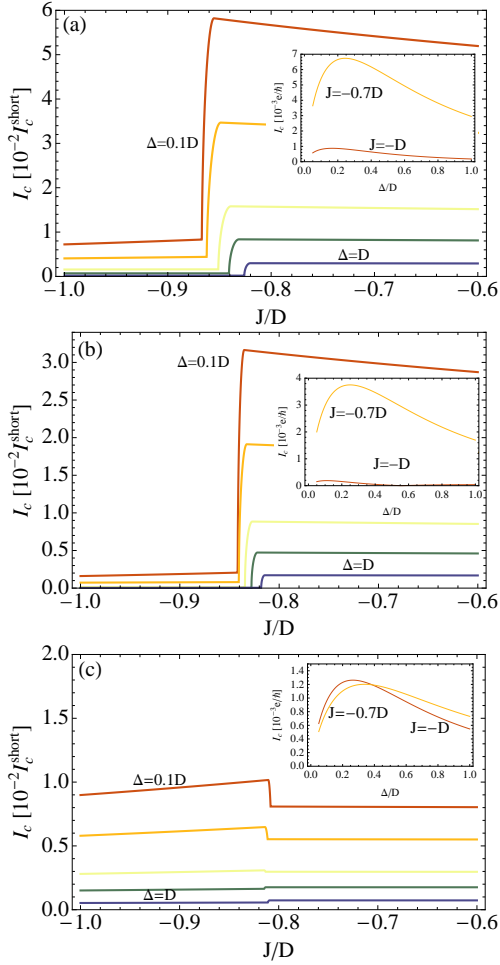 (a)
I_c [10^-2 I_c^short]
6
5
4
3
2
1
0
Δ=0.1D
Δ=D
-1.0 -0.9 -0.8 -0.7 -0.6
J/D
I_c [10^-3 e/ħ]
7
6
5
4
3
2
1
0
J=-0.7D
J=-D
0.0 0.2 0.4 0.6 0.8 1.0
Δ/D
(b)
I_c [10^-2 I_c^short]
3.0
2.5
2.0
1.5
1.0
0.5
0.0
Δ=0.1D
Δ=D
-1.0 -0.9 -0.8 -0.7 -0.6
J/D
I_c [10^-3 e/ħ]
4
3
2
1
0
J=-0.7D
J=-D
0.0 0.2 0.4 0.6 0.8 1.0
Δ/D
(c)
I_c [10^-2 I_c^short]
2.0
1.5
1.0
0.5
0.0
Δ=0.1D
Δ=D
-1.0 -0.9 -0.8 -0.7 -0.6
J/D
I_c [10^-3 e/ħ]
1.4
1.2
1.0
0.8
0.6
0.4
0.2
0.0
J=-0.7D
J=-D
0.0 0.2 0.4 0.6 0.8 1.0
Δ/D